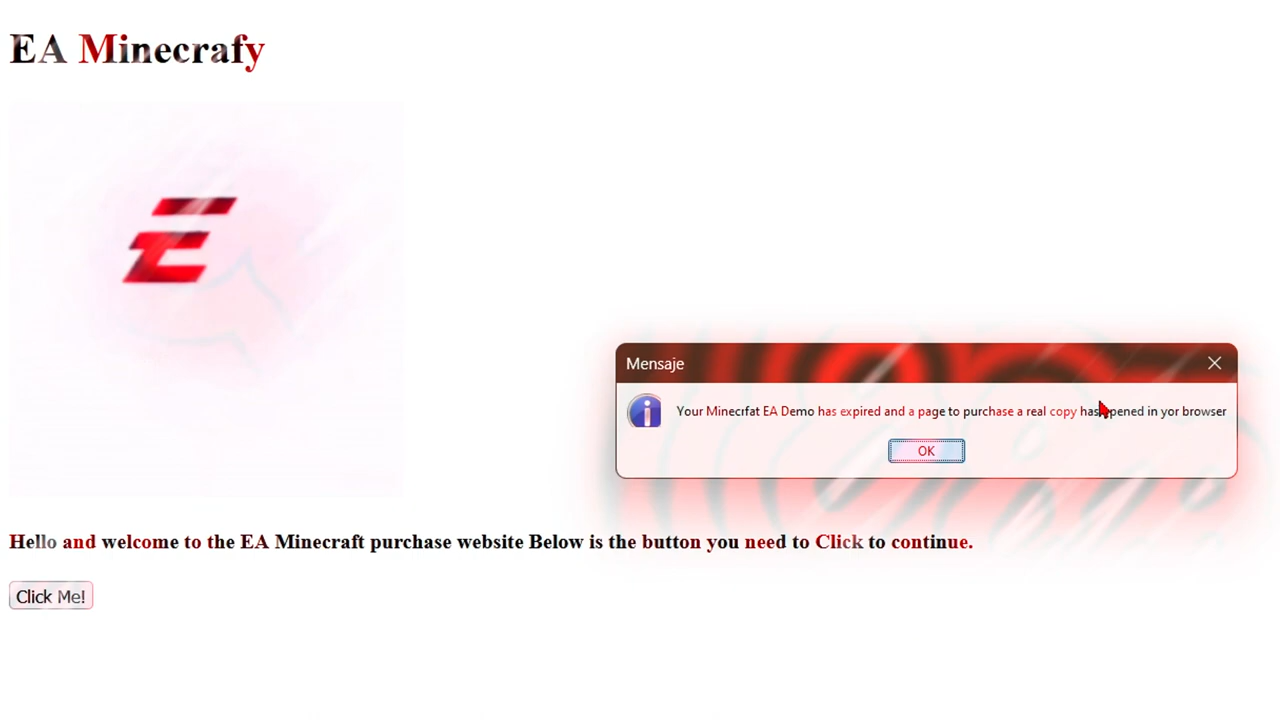 EA Minecrafy
Mensaje
Your Minecrfat EA Demo has expired and a page to purchase a real copy has opened in yor browser
OK
Hello and welcome to the EA Minecraft purchase website Below is the button you need to Click to continue.
Click Me!